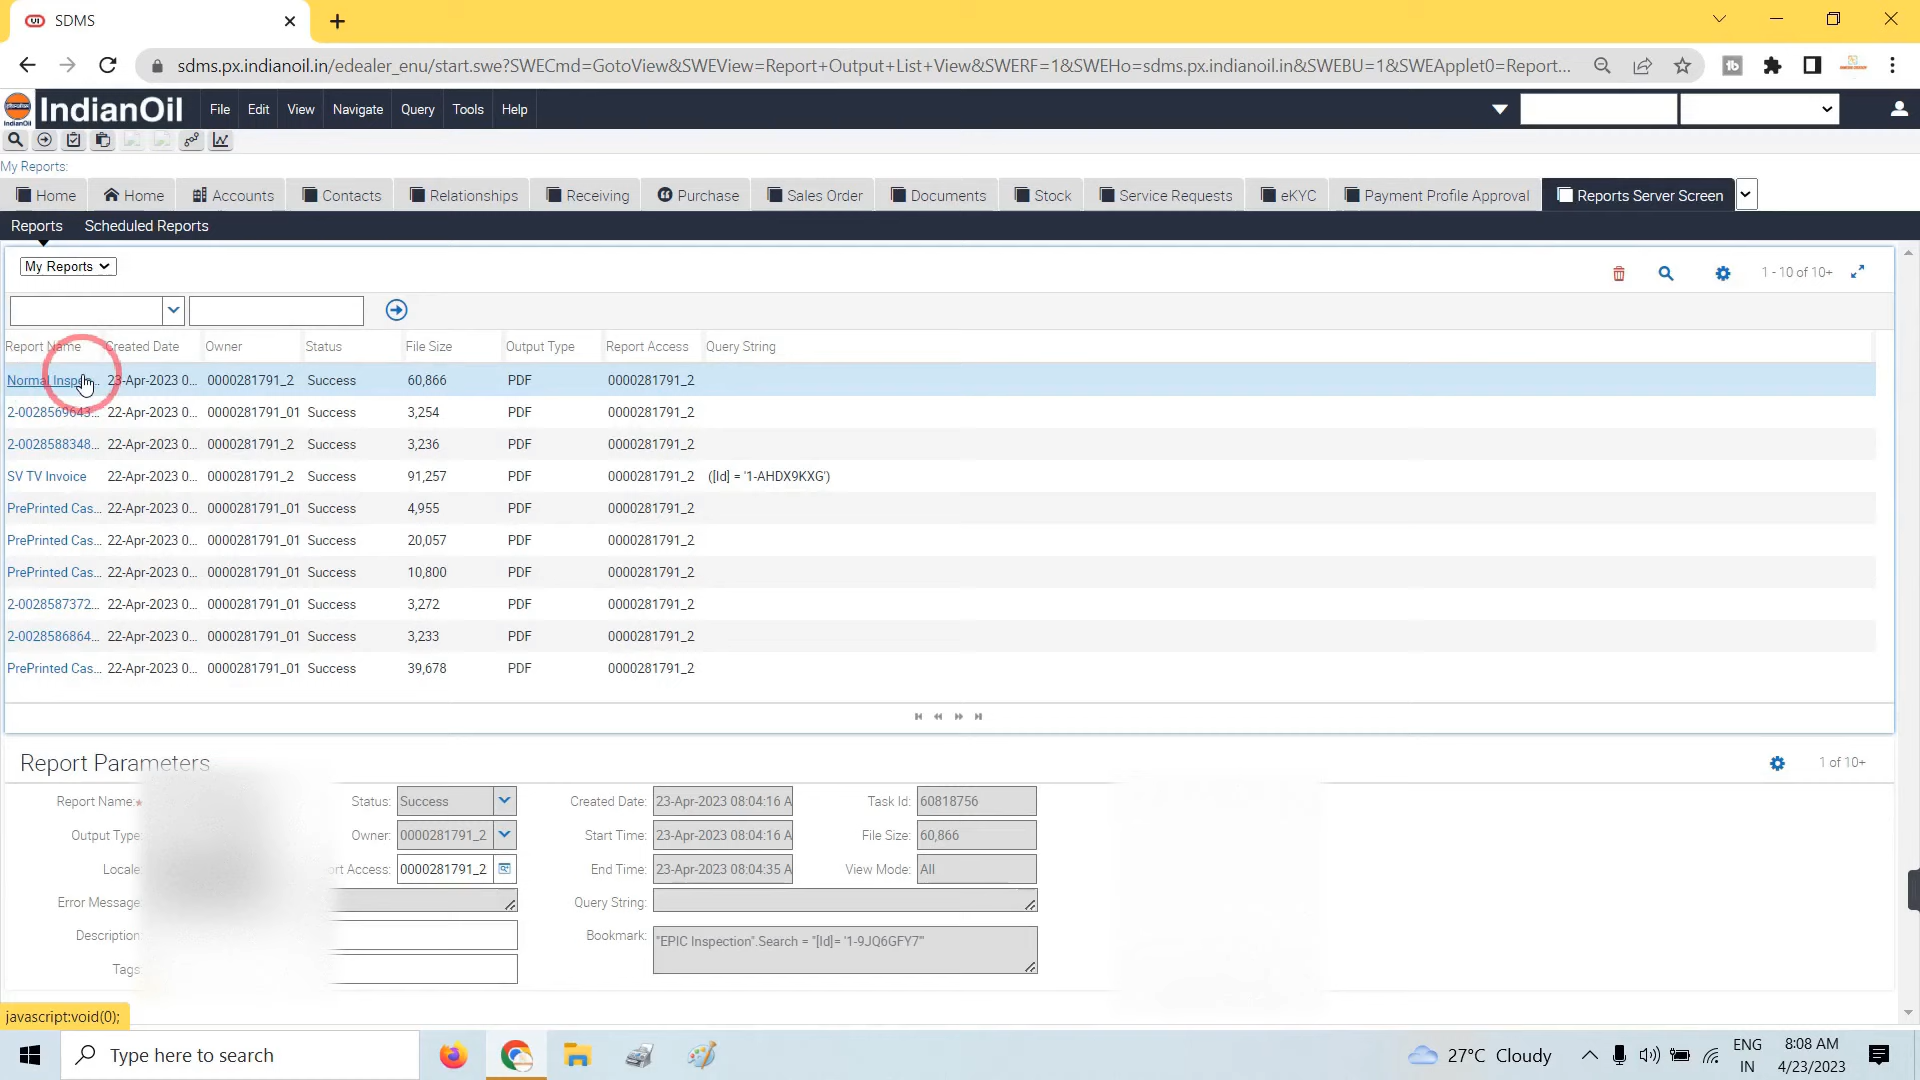 SDMS
sdms.px.indianoil.in/edealer_enu/start.swe?SWECmd=GotoView&SWEView=Report+Output+List+View&SWERF=1&SWEHo=sdms.px.indianoil.in&SWEBU=1&SWEApplet0=Report...
IndianOil File Edit View Navigate Query Tools Help
My Reports:
Home Home Accounts Contacts Relationships Receiving Purchase Sales Order Documents Stock Service Requests eKYC Payment Profile Approval Reports Server Screen
Reports Scheduled Reports
My Reports 1 - 10 of 10+
Report Name Created Date Owner Status File Size Output Type Report Access Query String
Normal Inspe... 23-Apr-2023 0... 0000281791_2 Success 60,866 PDF 0000281791_2
2-0028569643... 22-Apr-2023 0... 0000281791_01 Success 3,254 PDF 0000281791_2
2-0028588348... 22-Apr-2023 0... 0000281791_2 Success 3,236 PDF 0000281791_2
SV TV Invoice 22-Apr-2023 0... 0000281791_2 Success 91,257 PDF 0000281791_2 ([Id] = '1-AHDX9KXG')
PrePrinted Cas... 22-Apr-2023 0... 0000281791_01 Success 4,955 PDF 0000281791_2
PrePrinted Cas... 22-Apr-2023 0... 0000281791_01 Success 20,057 PDF 0000281791_2
PrePrinted Cas... 22-Apr-2023 0... 0000281791_01 Success 10,800 PDF 0000281791_2
2-0028587372... 22-Apr-2023 0... 0000281791_01 Success 3,272 PDF 0000281791_2
2-0028586864... 22-Apr-2023 0... 0000281791_01 Success 3,233 PDF 0000281791_2
PrePrinted Cas... 22-Apr-2023 0... 0000281791_01 Success 39,678 PDF 0000281791_2
Report Parameters 1 of 10+
Report Name:* Status: Success Created Date: 23-Apr-2023 08:04:16 A Task Id: 60818756
Output Type Owner: 0000281791_2 Start Time: 23-Apr-2023 08:04:16 A File Size: 60,866
Locale Access: 0000281791_2 End Time: 23-Apr-2023 08:04:35 A View Mode: All
Error Message Query String:
Description: Bookmark: "EPIC Inspection".Search = "[Id]= '1-9JQ6GFY7'"
Tags
javascript:void(0);
Type here to search 27°C Cloudy ENG IN 8:08 AM 4/23/2023